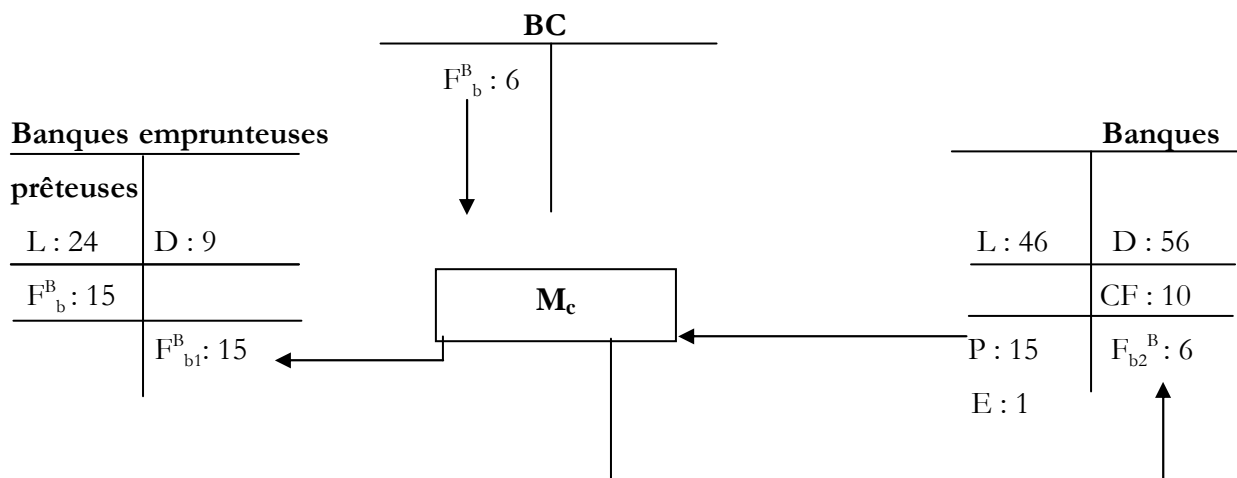 BC
F^B_b : 6
Banques emprunteuses Banques
prêteuses
L : 24 D : 9 L : 46 D : 56
F^B_b : 15 M_c CF : 10
F^B_b1 : 15 P : 15 F_b2^B : 6
E : 1